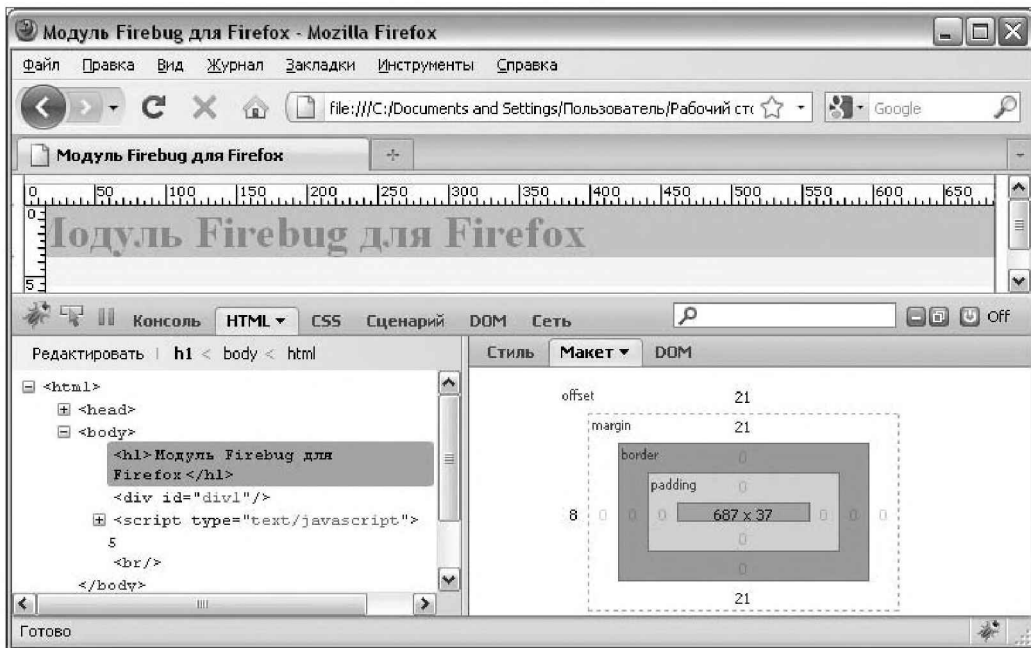 Модуль Firebug для Firefox - Mozilla Firefox
Файл Правка Вид Журнал Закладки Инструменты Справка
file:///C:/Documents and Settings/Пользователь/Рабочий сто Google
Модуль Firebug для Firefox
0 50 100 150 200 250 300 350 400 450 500 550 600 650
0
Модуль Firebug для Firefox
5
Консоль HTML CSS Сценарий DOM Сеть Off
Редактировать | h1 < body < html
Стиль Макет DOM
<html>
<head>
<body>
<h1>Модуль Firebug для
Firefox</h1>
<div id="div1"/>
<script type="text/javascript">
5
<br/>
</body>
offset 21
margin 21
border 0
padding 0
8 0 0 0 687 x 37 0 0 0
0
0
21
Готово